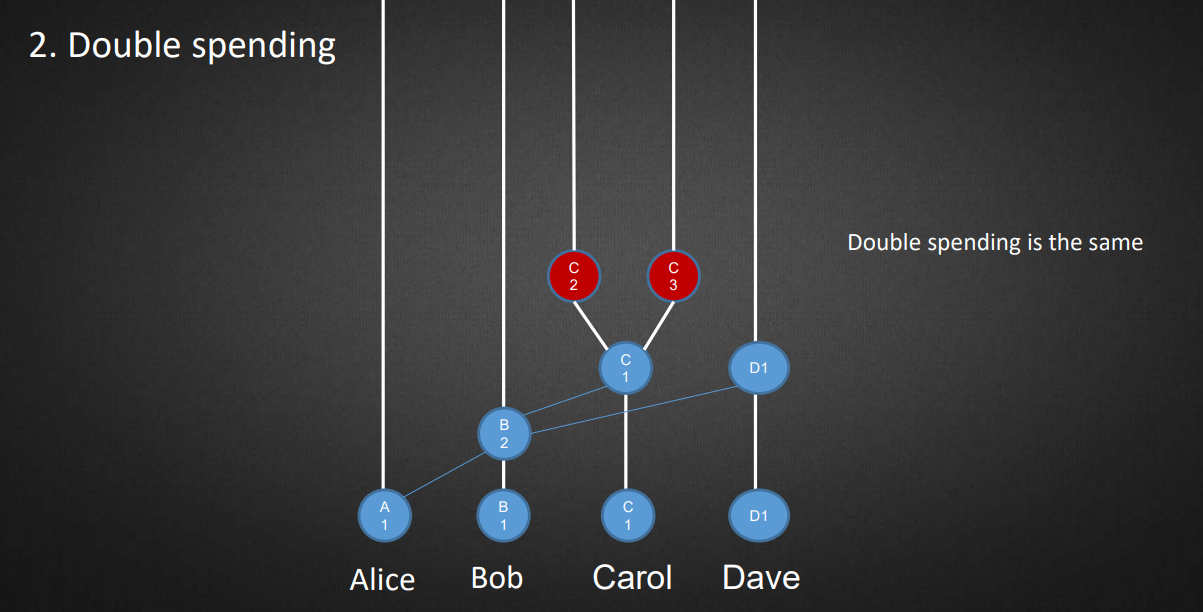 2. Double spending
Double spending is the same
C
2
C
3
C
1
D1
B
2
A
1
B
1
C
1
D1
Alice
Bob
Carol
Dave